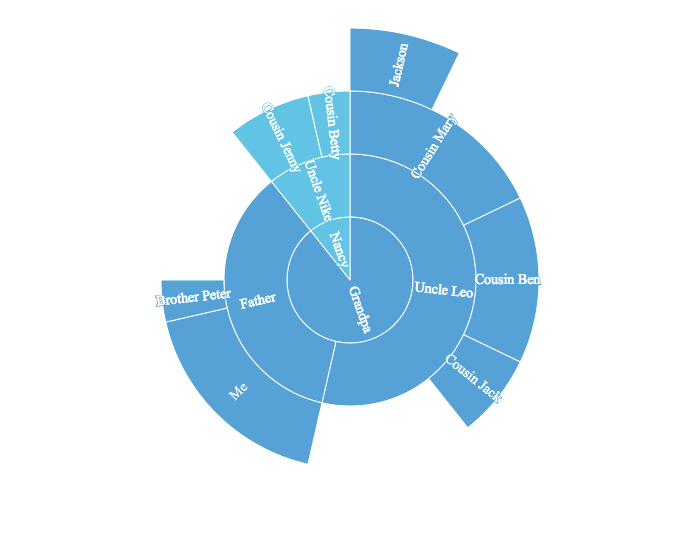 Jackson
Cousin Mary
Cousin Betty
Cousin Jenny
Uncle Nike
Nancy
Cousin Ben
Uncle Leo
Brother Peter
Father
Grandpa
Cousin Jack
Me